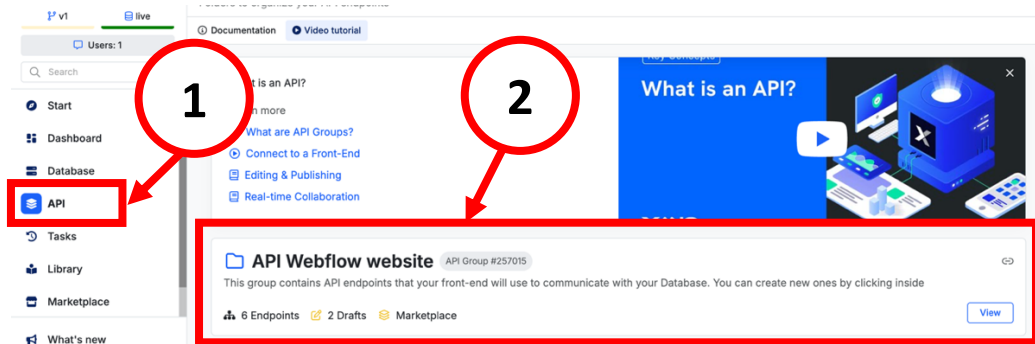 v1
live
Users: 1
Search
Start
Dashboard
Database
API
Tasks
Library
Marketplace
What's new
Documentation
Video tutorial
1
2
is an API?
more
What are API Groups?
Connect to a Front-End
Editing & Publishing
Real-time Collaboration
Key Concepts
What is an API?
API Webflow website
API Group #257015
This group contains API endpoints that your front-end will use to communicate with your Database. You can create new ones by clicking inside
6 Endpoints
2 Drafts
Marketplace
View